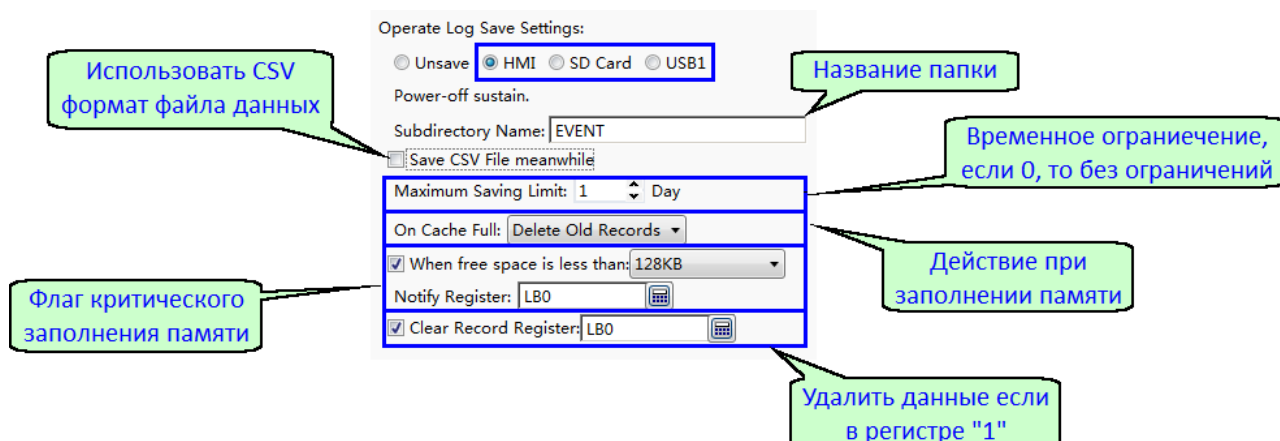 Operate Log Save Settings:
Unsave HMI SD Card USB1
Power-off sustain.
Subdirectory Name: EVENT
Save CSV File meanwhile
Maximum Saving Limit: 1 Day
On Cache Full: Delete Old Records
When free space is less than: 128KB
Notify Register: LB0
Clear Record Register: LB0
Использовать CSV
формат файла данных
Название папки
Временное ограниечение,
если 0, то без ограничений
Действие при
заполнении памяти
Флаг критического
заполнения памяти
Удалить данные если
в регистре "1"